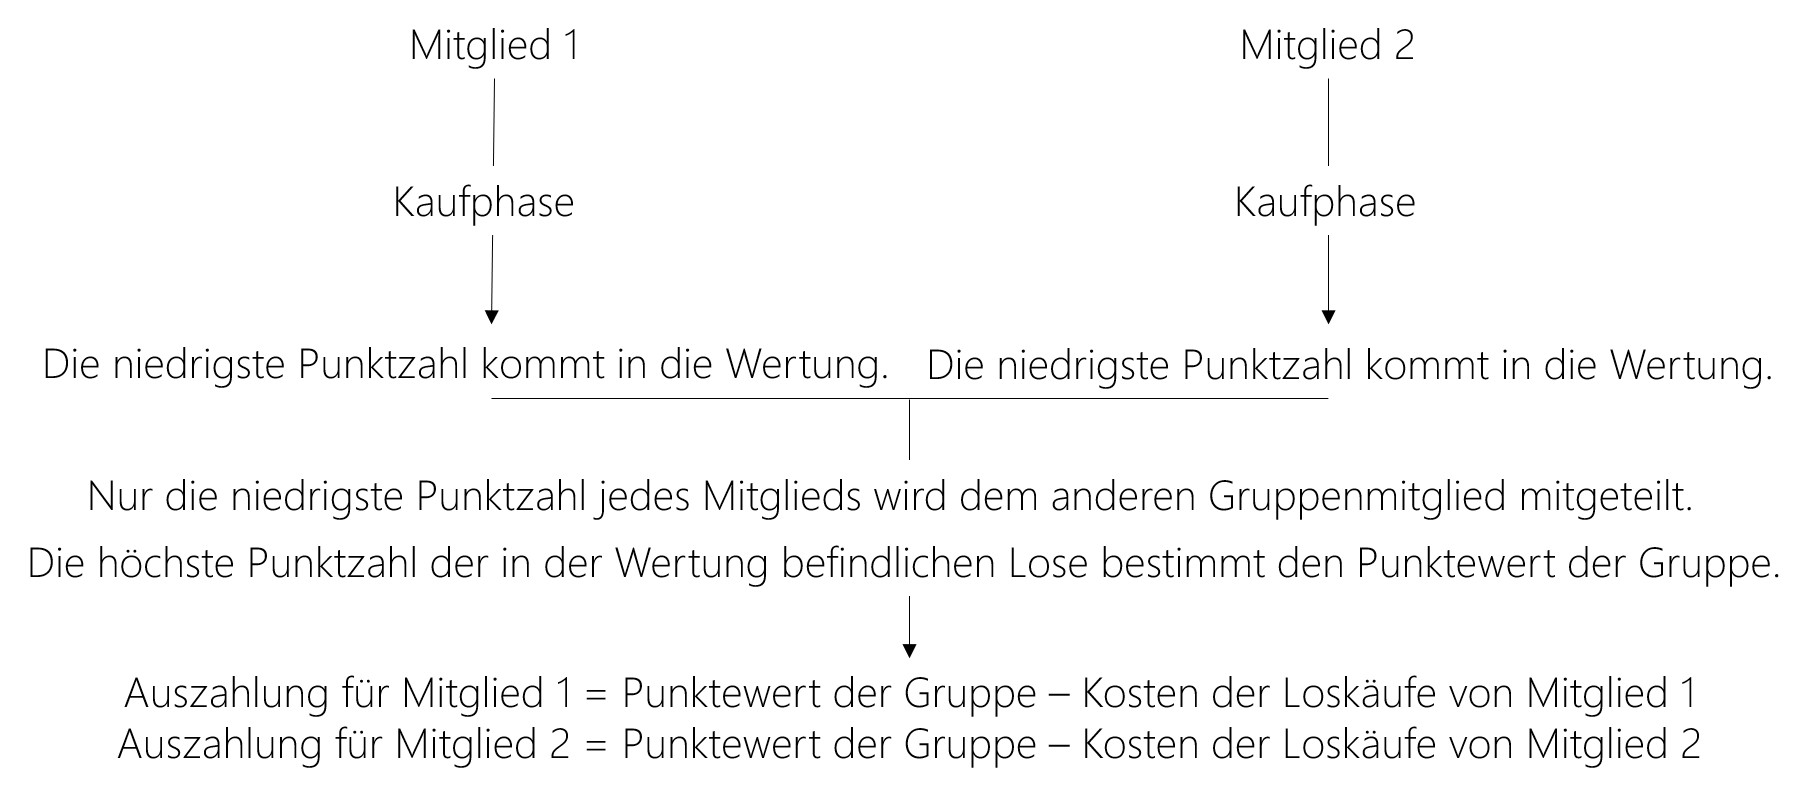 Mitglied 1
Mitglied 2
Kaufphase
Kaufphase
Die niedrigste Punktzahl kommt in die Wertung.
Die niedrigste Punktzahl kommt in die Wertung.
Nur die niedrigste Punktzahl jedes Mitglieds wird dem anderen Gruppenmitglied mitgeteilt.
Die höchste Punktzahl der in der Wertung befindlichen Lose bestimmt den Punktewert der Gruppe.
Auszahlung für Mitglied 1 = Punktewert der Gruppe – Kosten der Loskäufe von Mitglied 1
Auszahlung für Mitglied 2 = Punktewert der Gruppe – Kosten der Loskäufe von Mitglied 2